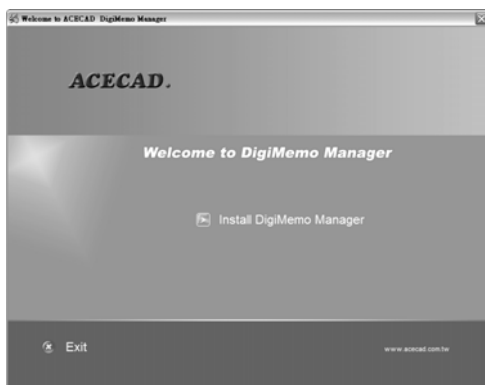 Welcome to ACECAD DigiMemo Manager
ACECAD.
Welcome to DigiMemo Manager
Install DigiMemo Manager
Exit
www.acecad.com.tw